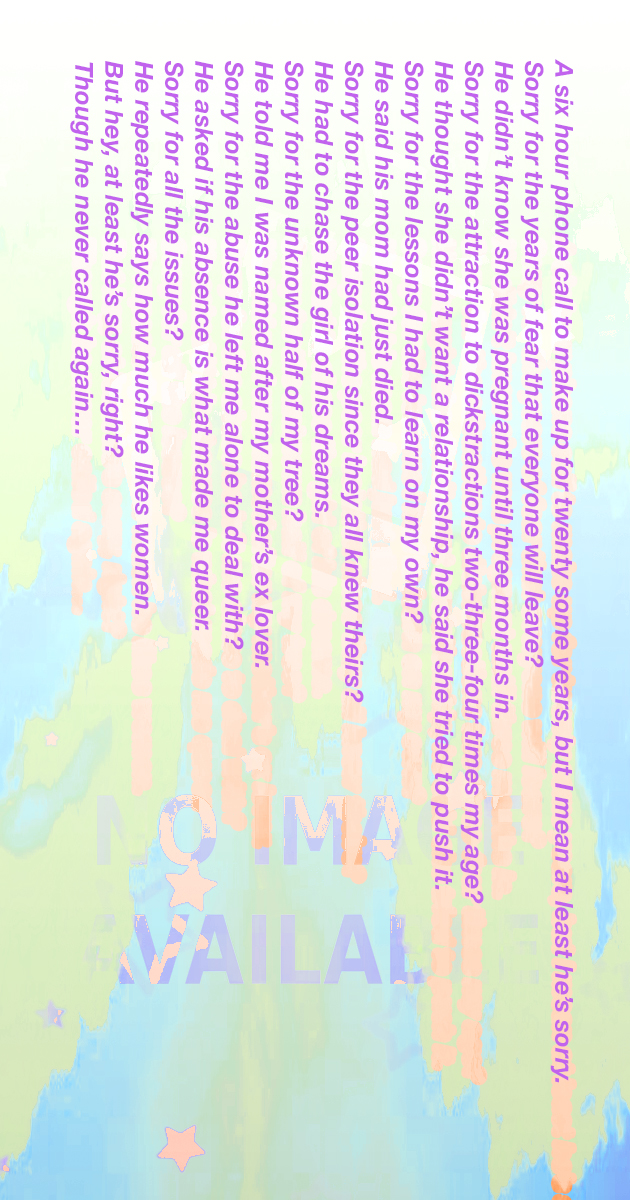 A six hour phone call to make up for twenty some years, but I mean at least he’s sorry.
Sorry for the years of fear that everyone will leave?
He didn’t know she was pregnant until three months in.
Sorry for the attraction to dickstractions two-three-four times my age?
He thought she didn’t want a relationship, he said she tried to push it.
Sorry for the lessons I had to learn on my own?
He said his mom had just died.
Sorry for the peer isolation since they all knew theirs?
He had to chase the girl of his dreams.
Sorry for the unknown half of my tree?
He told me I was named after my mother’s ex lover.
Sorry for the abuse he left me alone to deal with?
He asked if his absence is what made me queer.
Sorry for all the issues?
He repeatedly says how much he likes women.
But hey, at least he’s sorry, right?
Though he never called again...
NO IMAGE
AVAILABLE